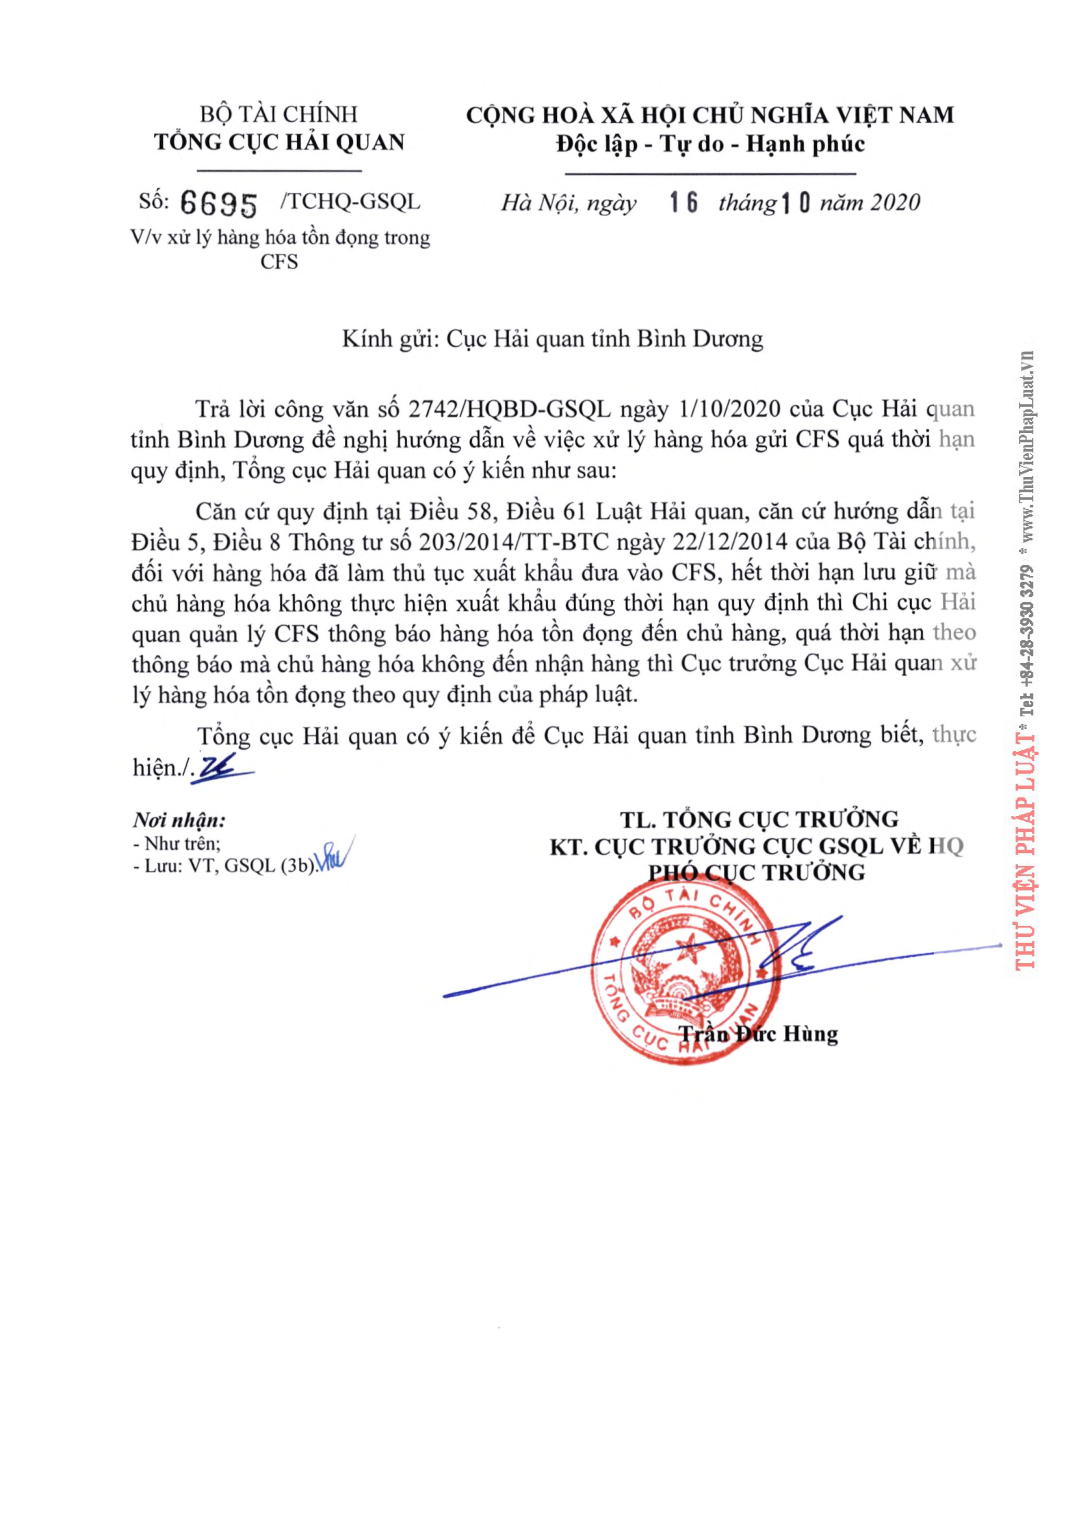 BỘ TÀI CHÍNH
TỔNG CỤC HẢI QUAN
CỘNG HOÀ XÃ HỘI CHỦ NGHĨA VIỆT NAM
Độc lập - Tự do - Hạnh phúc
Số: 6695 /TCHQ-GSQL
Hà Nội, ngày 16 tháng 10 năm 2020
V/v xử lý hàng hóa tồn đọng trong
CFS
Kính gửi: Cục Hải quan tỉnh Bình Dương
Trả lời công văn số 2742/HQBD-GSQL ngày 1/10/2020 của Cục Hải quan
tỉnh Bình Dương đề nghị hướng dẫn về việc xử lý hàng hóa gửi CFS quá thời hạn
quy định, Tổng cục Hải quan có ý kiến như sau:
Căn cứ quy định tại Điều 58, Điều 61 Luật Hải quan, căn cứ hướng dẫn tại
Điều 5, Điều 8 Thông tư số 203/2014/TT-BTC ngày 22/12/2014 của Bộ Tài chính,
đối với hàng hóa đã làm thủ tục xuất khẩu đưa vào CFS, hết thời hạn lưu giữ mà
chủ hàng hóa không thực hiện xuất khẩu đúng thời hạn quy định thì Chi cục Hải
quan quản lý CFS thông báo hàng hóa tồn đọng đến chủ hàng, quá thời hạn theo
thông báo mà chủ hàng hóa không đến nhận hàng thì Cục trưởng Cục Hải quan xử
lý hàng hóa tồn đọng theo quy định của pháp luật.
Tổng cục Hải quan có ý kiến để Cục Hải quan tỉnh Bình Dương biết, thực
hiện./.
Nơi nhận:
- Như trên;
- Lưu: VT, GSQL (3b).
TL. TỔNG CỤC TRƯỞNG
KT. CỤC TRƯỞNG CỤC GSQL VỀ HQ
PHÓ CỤC TRƯỞNG
BỘ TÀI CHÍNH
TỔNG CỤC HẢI QUAN
Trần Đức Hùng
THƯ VIỆN PHÁP LUẬT * Tel: +84-28-3930 3279 * www.ThuVienPhapLuat.vn